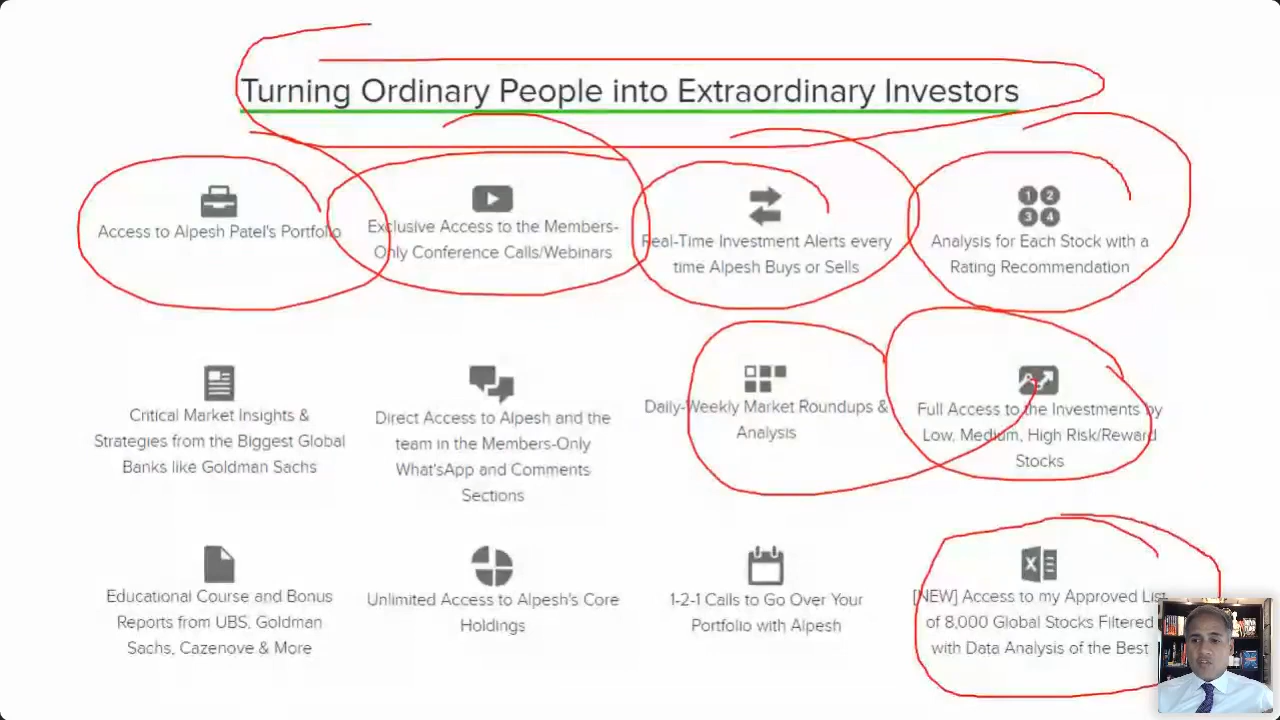 Turning Ordinary People into Extraordinary Investors
Access to Alpesh Patel's Portfolio
Exclusive Access to the Members-
Only Conference Calls/Webinars
Real-Time Investment Alerts every
time Alpesh Buys or Sells
1 2
3 4
Analysis for Each Stock with a
Rating Recommendation
Critical Market Insights &
Strategies from the Biggest Global
Banks like Goldman Sachs
Direct Access to Alpesh and the
team in the Members-Only
What'sApp and Comments
Sections
Daily-Weekly Market Roundups &
Analysis
Full Access to the Investments by
Low, Medium, High Risk/Reward
Stocks
Educational Course and Bonus
Reports from UBS, Goldman
Sachs, Cazenove & More
Unlimited Access to Alpesh's Core
Holdings
1-2-1 Calls to Go Over Your
Portfolio with Alpesh
X
[NEW] Access to my Approved List
of 8,000 Global Stocks Filtered
with Data Analysis of the Best